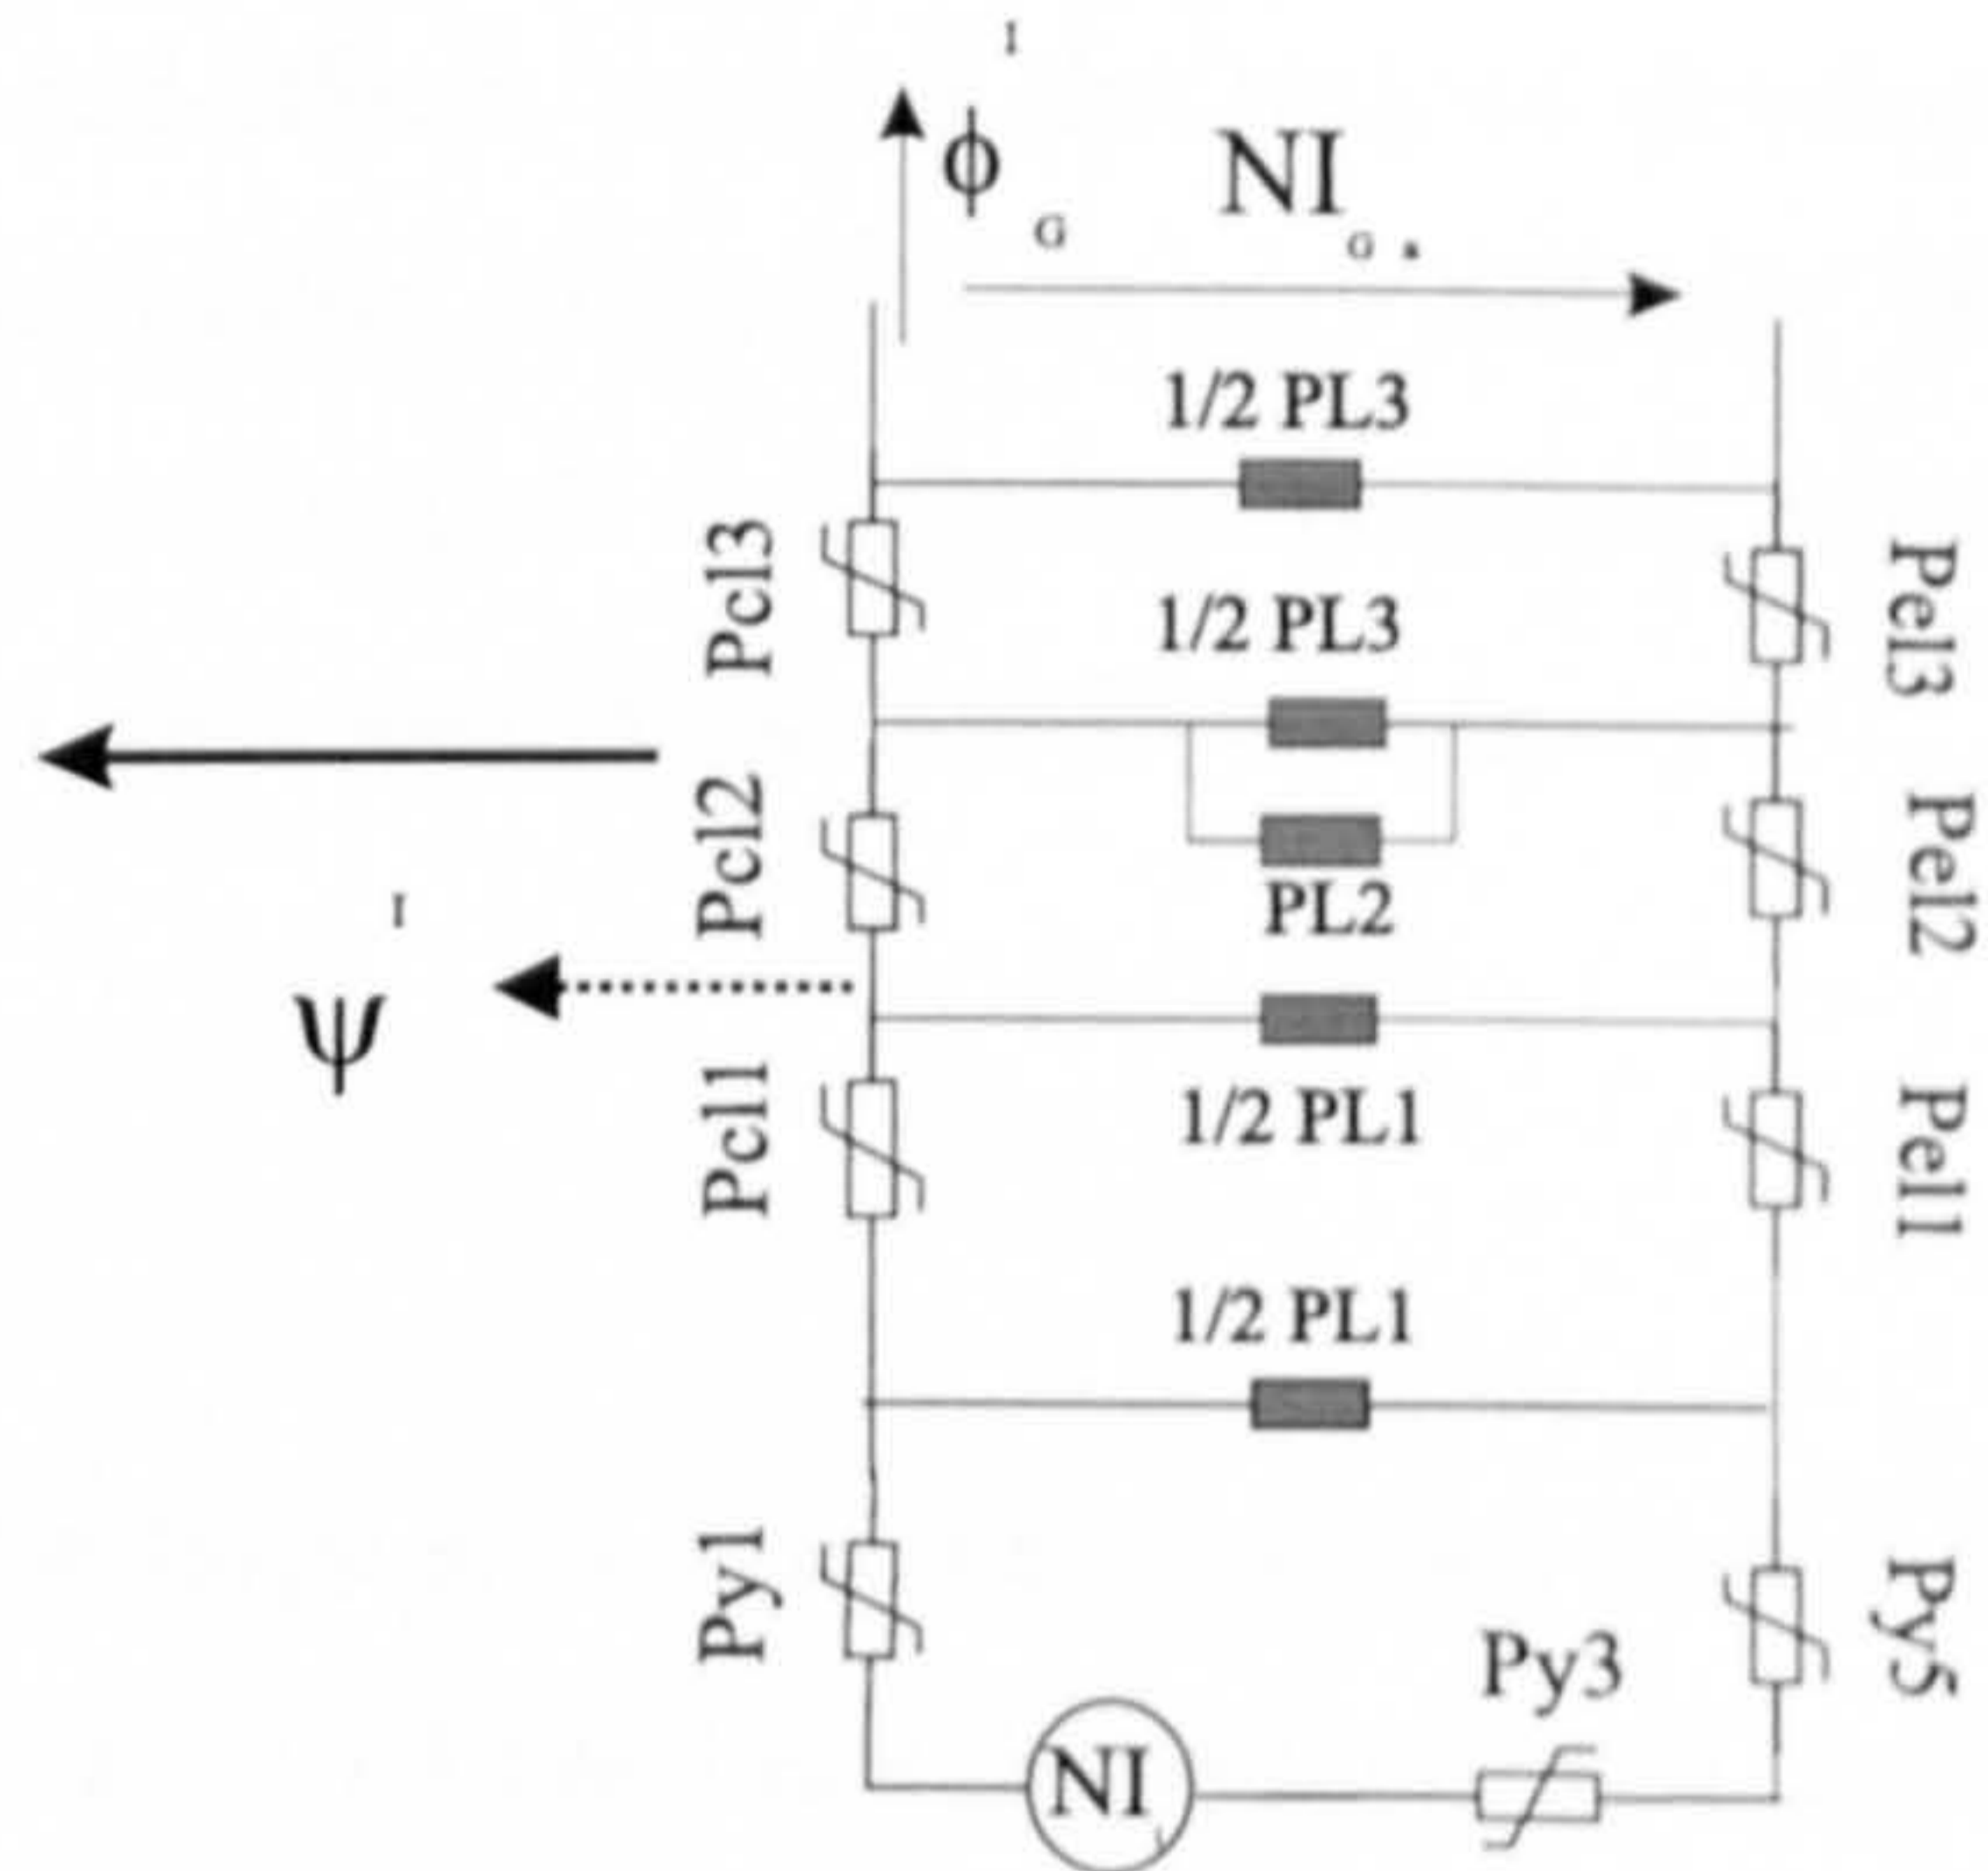 I
ϕ
G
NI
G a
1/2 PL3
Pcl3
Pel3
1/2 PL3
Pcl2
Pel2
PL2
I
ψ
Pcl1
1/2 PL1
Pel1
1/2 PL1
Py1
Py5
Py3
NI